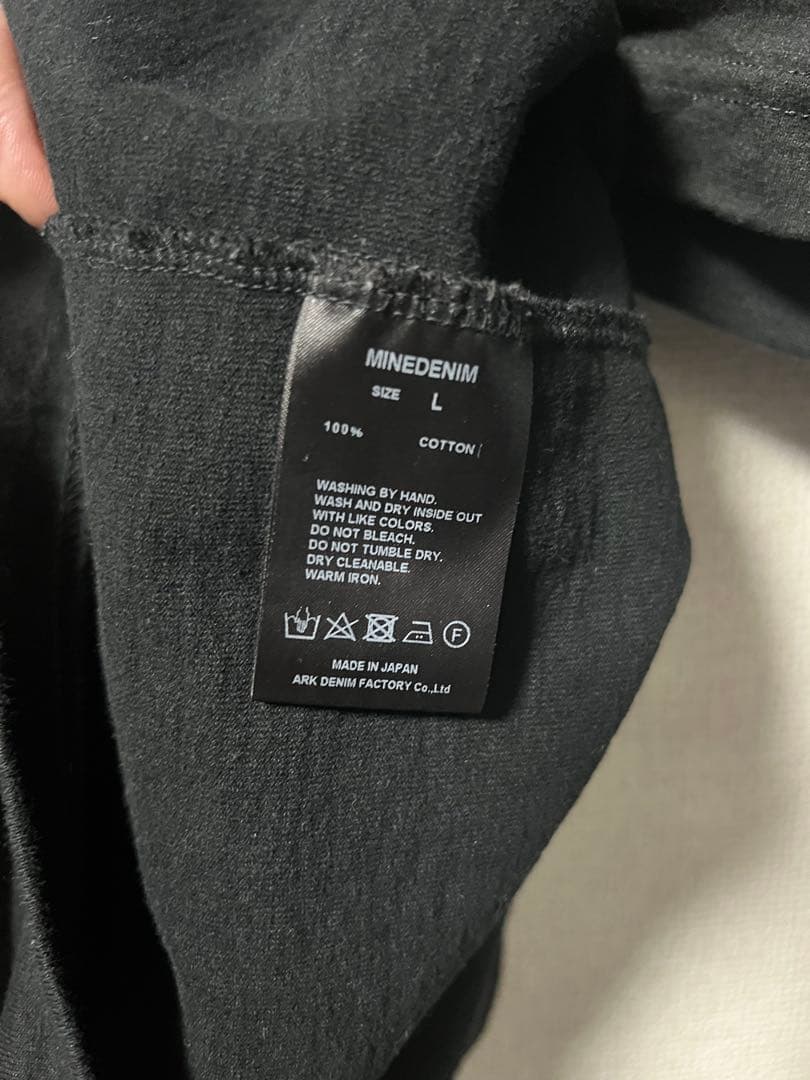 MINEDENIM
SIZE L
100% COTTON
WASHING BY HAND.
WASH AND DRY INSIDE OUT
WITH LIKE COLORS.
DO NOT BLEACH.
DO NOT TUMBLE DRY.
DRY CLEANABLE.
WARM IRON.
F
MADE IN JAPAN
ARK DENIM FACTORY Co.,Ltd